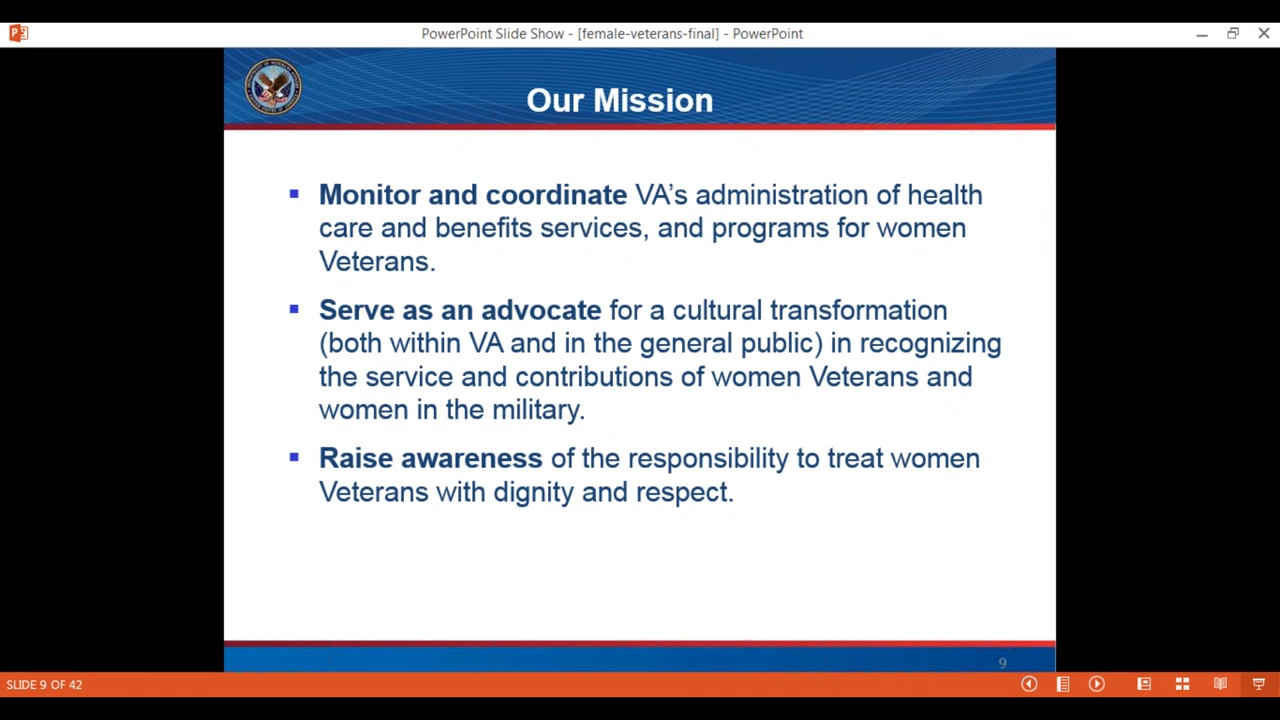 PowerPoint Slide Show - [female-veterans-final] - PowerPoint
Our Mission
Monitor and coordinate VA’s administration of health
care and benefits services, and programs for women
Veterans.
Serve as an advocate for a cultural transformation
(both within VA and in the general public) in recognizing
the service and contributions of women Veterans and
women in the military.
Raise awareness of the responsibility to treat women
Veterans with dignity and respect.
9
SLIDE 9 OF 42